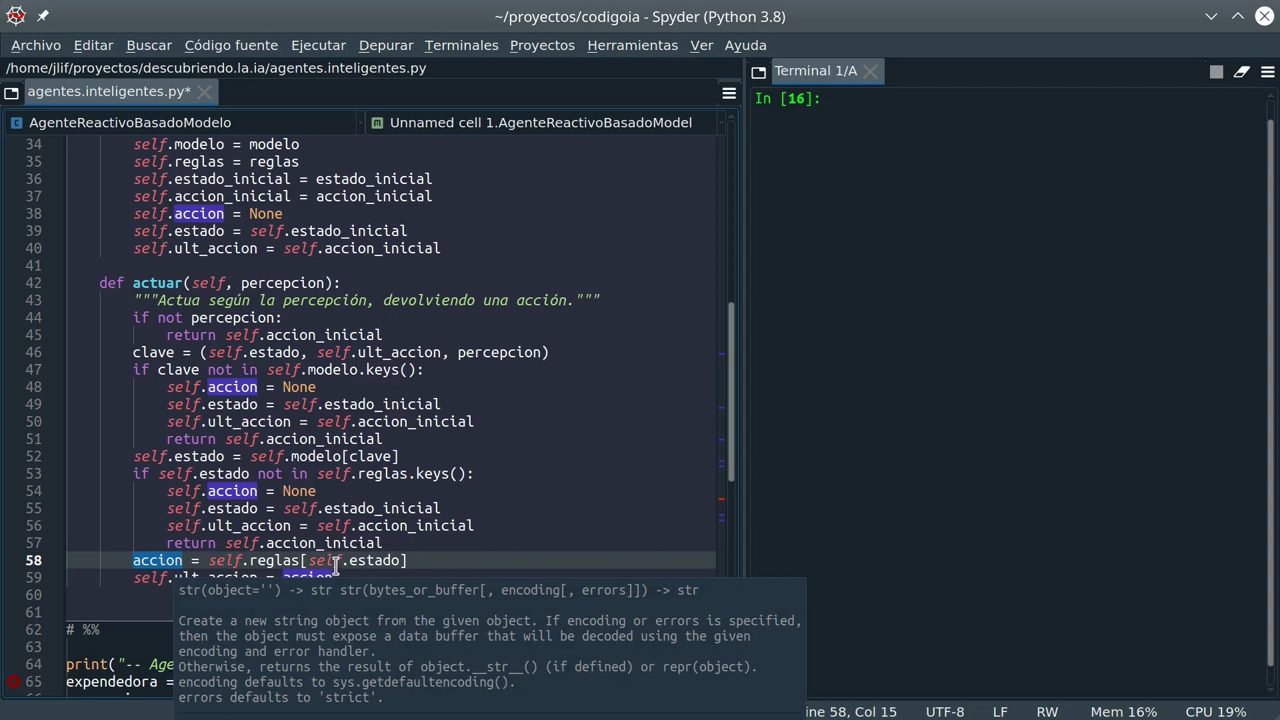 ~/proyectos/codigoia - Spyder (Python 3.8)
Archivo Editar Buscar Código fuente Ejecutar Depurar Terminales Proyectos Herramientas Ver Ayuda
/home/jlif/proyectos/descubriendo.la.ia/agentes.inteligentes.py
agentes.inteligentes.py*
AgenteReactivoBasadoModelo
Unnamed cell 1.AgenteReactivoBasadoModel
34 self.modelo = modelo
35 self.reglas = reglas
36 self.estado_inicial = estado_inicial
37 self.accion_inicial = accion_inicial
38 self.accion = None
39 self.estado = self.estado_inicial
40 self.ult_accion = self.accion_inicial
41
42 def actuar(self, percepcion):
43 """Actua según la percepción, devolviendo una acción."""
44 if not percepcion:
45 return self.accion_inicial
46 clave = (self.estado, self.ult_accion, percepcion)
47 if clave not in self.modelo.keys():
48 self.accion = None
49 self.estado = self.estado_inicial
50 self.ult_accion = self.accion_inicial
51 return self.accion_inicial
52 self.estado = self.modelo[clave]
53 if self.estado not in self.reglas.keys():
54 self.accion = None
55 self.estado = self.estado_inicial
56 self.ult_accion = self.accion_inicial
57 return self.accion_inicial
58 accion = self.reglas[self.estado]
59 self.ult_accion = accion
60
61
62 # %%
63
64 print("-- Age
65 expendedora =
str(object='') -> str str(bytes_or_buffer[, encoding[, errors]]) -> str
Create a new string object from the given object. If encoding or errors is specified,
then the object must expose a data buffer that will be decoded using the given
encoding and error handler.
Otherwise, returns the result of object.__str__() (if defined) or repr(object).
encoding defaults to sys.getdefaultencoding().
errors defaults to 'strict'.
Terminal 1/A
In [16]:
ine 58, Col 15 UTF-8 LF RW Mem 16% CPU 19%